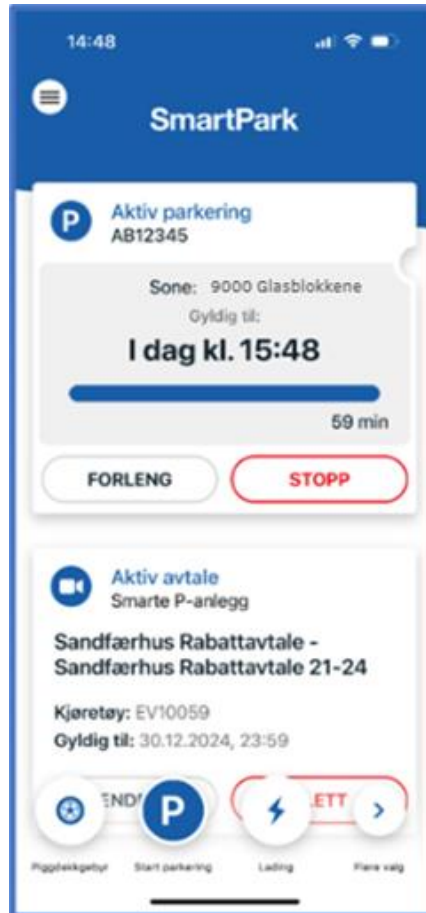 14:48
SmartPark
P
Aktiv parkering
AB12345
Sone: 9000 Glasblokkene
Gyldig til:
I dag kl. 15:48
59 min
FORLENG STOPP
Aktiv avtale
Smarte P-anlegg
Sandfærhus Rabattavtale -
Sandfærhus Rabattavtale 21-24
Kjøretøy: EV10059
Gyldig til: 30.12.2024, 23:59
END P LETT
Piggdekkgebyr Start parkering Lading Flere valg